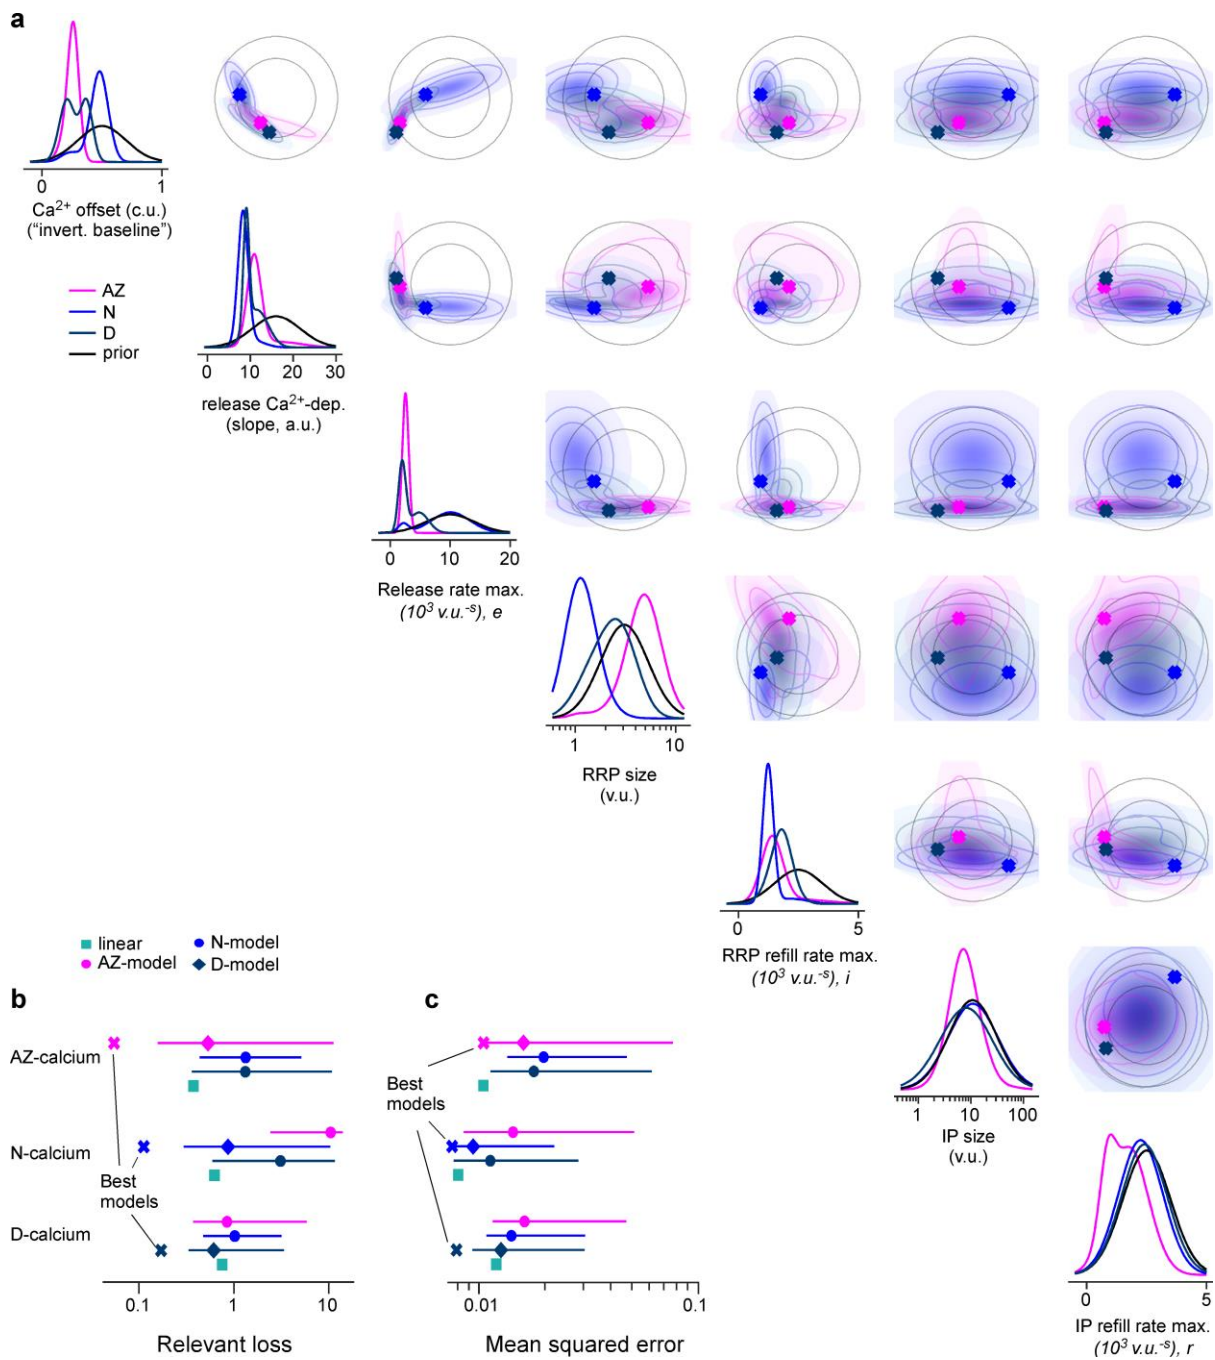 a
0 1
Ca2+ offset (c.u.)
("invert. baseline")
AZ
N
D
prior
0 10 20 30
release Ca2+-dep.
(slope, a.u.)
0 10 20
Release rate max.
(10³ v.u.-s), e
1 10
RRP size
(v.u.)
0 5
RRP refill rate max.
(10³ v.u.-s), i
1 10 100
IP size
(v.u.)
0 5
IP refill rate max.
(10³ v.u.-s), r
linear
AZ-model
N-model
D-model
b
AZ-calcium
N-calcium
D-calcium
Best
models
0.1 1 10
Relevant loss
c
Best
models
0.01 0.1
Mean squared error